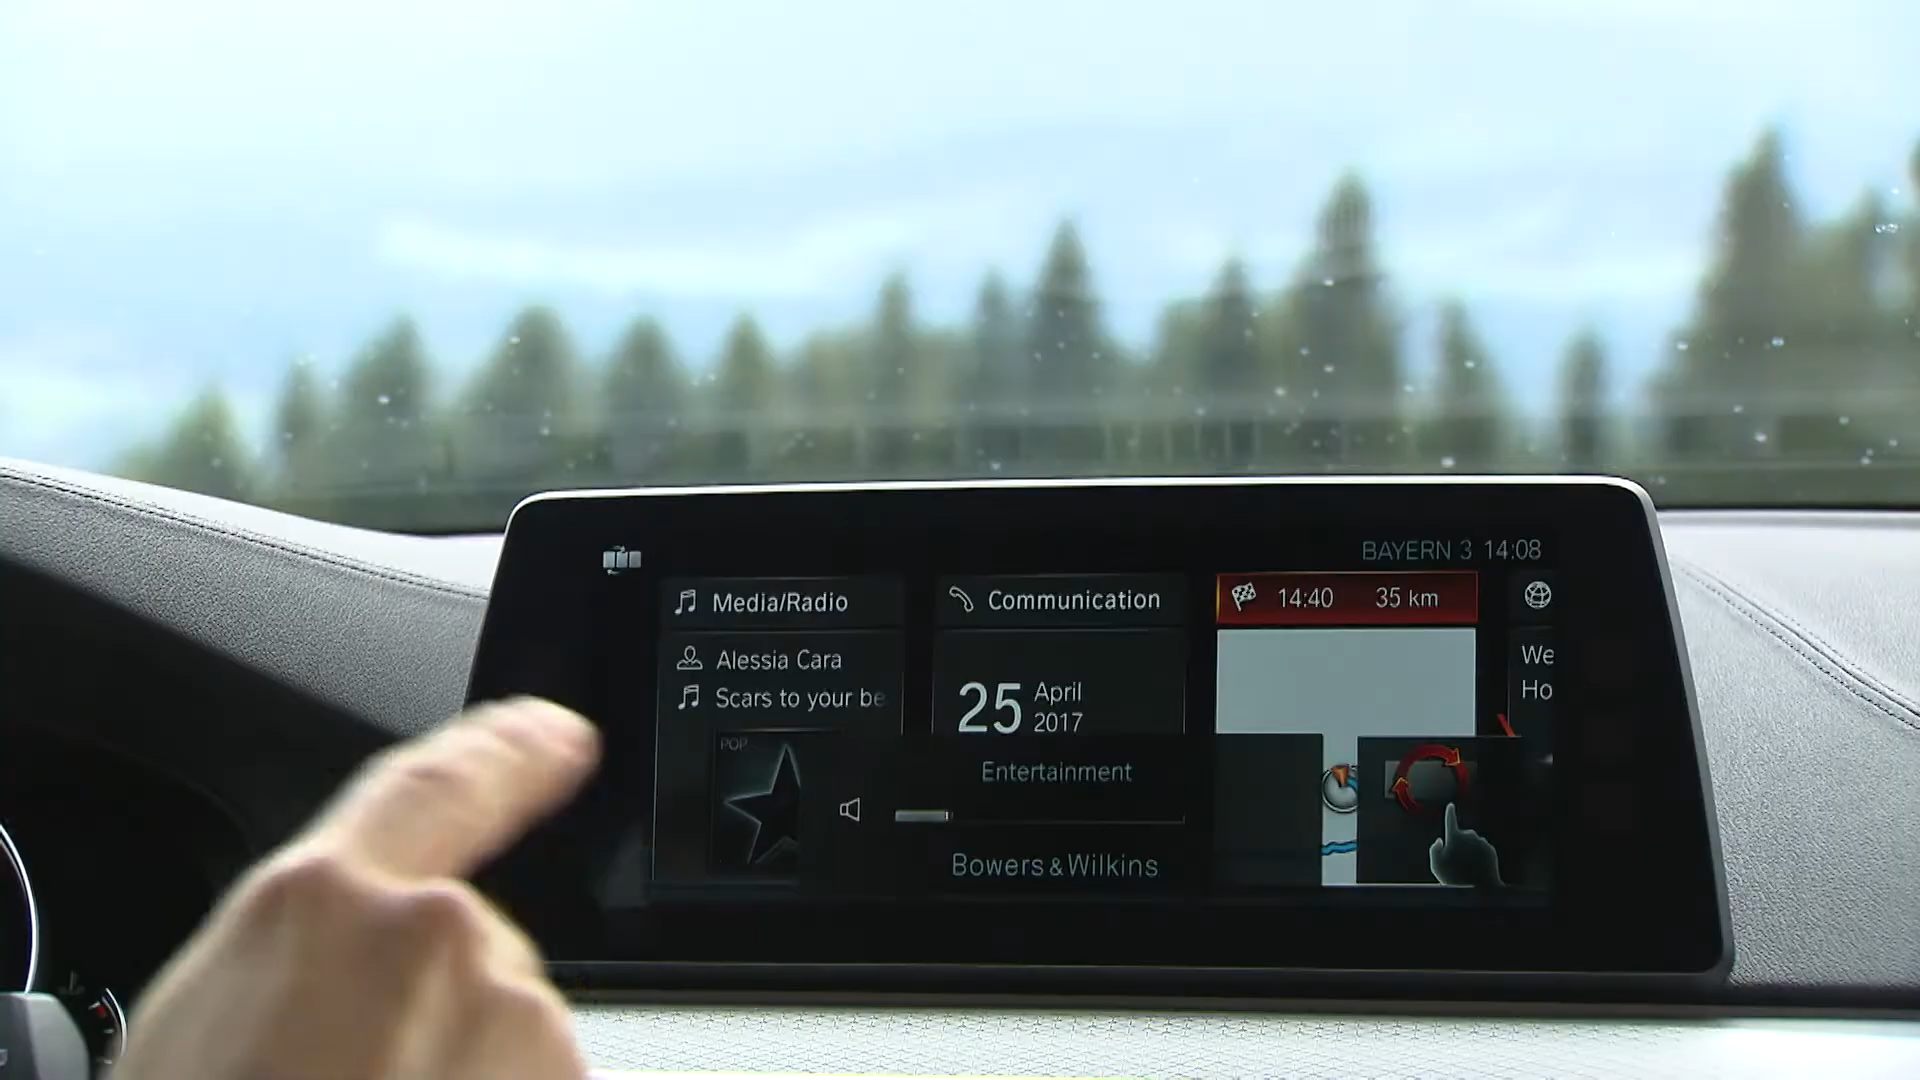 BAYERN 3 14:08
Media/Radio
Communication
14:40 35 km
Alessia Cara
Scars to your be
25 April 2017
We
Ho
POP
Entertainment
Bowers & Wilkins